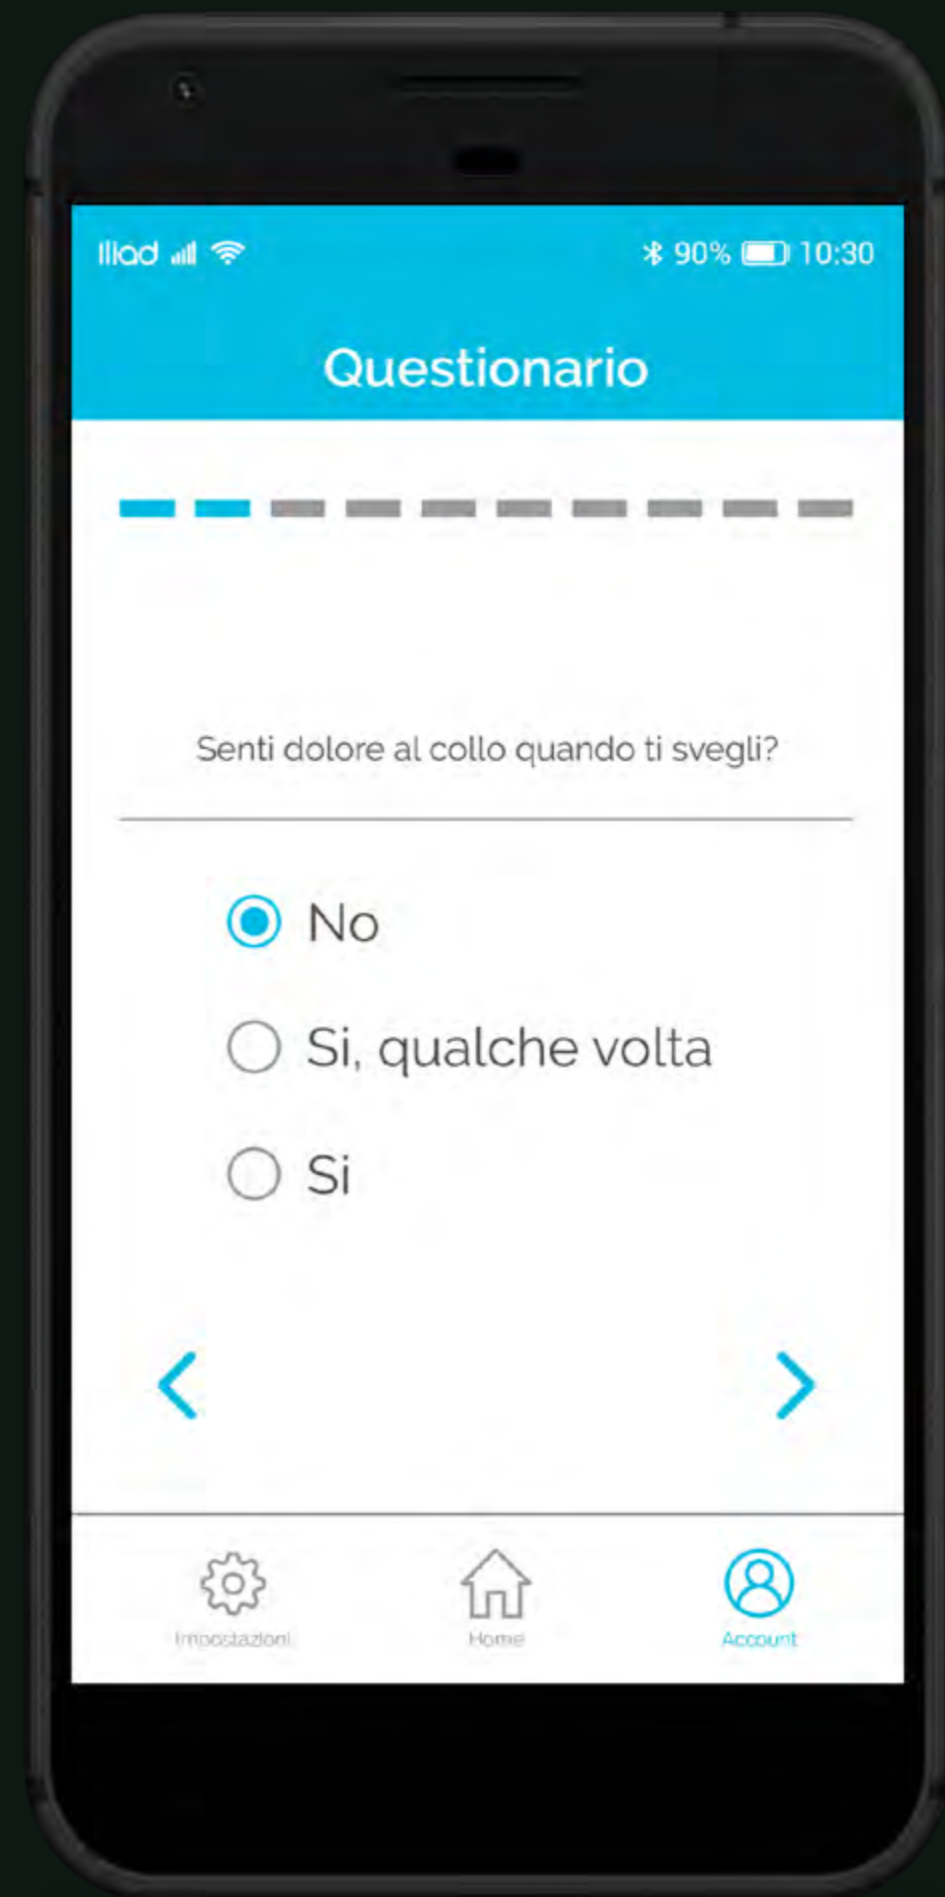 Iliad 90% 10:30
Questionario
Senti dolore al collo quando ti svegli?
No
Si, qualche volta
Si
Impostazioni Home Account